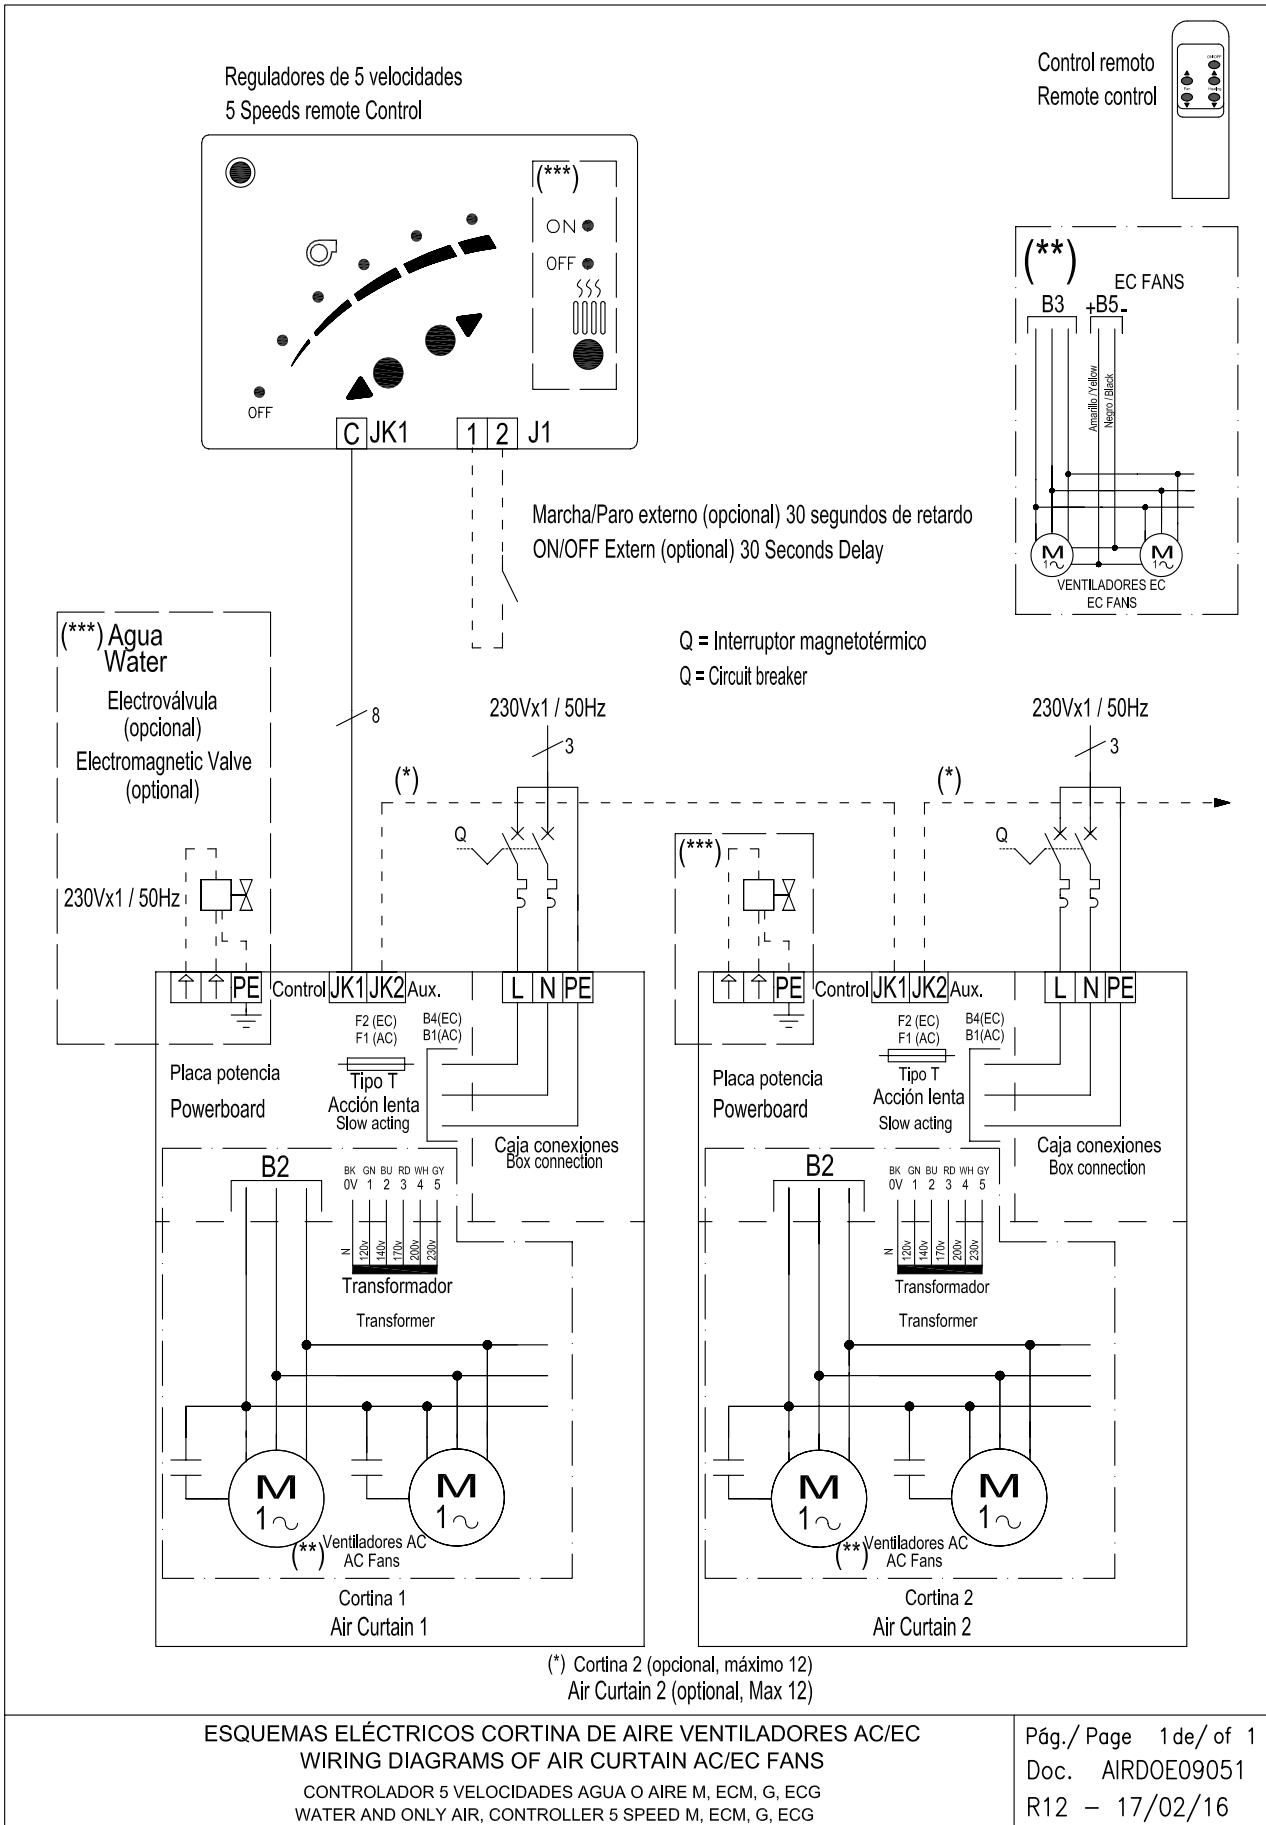 Reguladores de 5 velocidades
5 Speeds remote Control
Control remoto
Remote control
ON/OFF
Fan
Heating
(***)
ON
OFF
OFF
C JK1
1 2 J1
(**)
EC FANS
B3 +B5-
Amarillo /Yellow
Negro / Black
M
1~
M
1~
VENTILADORES EC
EC FANS
Marcha/Paro externo (opcional) 30 segundos de retardo
ON/OFF Extern (optional) 30 Seconds Delay
Q = Interruptor magnetotérmico
Q = Circuit breaker
(***) Agua
Water
Electroválvula
(opcional)
Electromagnetic Valve
(optional)
230Vx1 / 50Hz
8
230Vx1 / 50Hz
3
(*)
Q
230Vx1 / 50Hz
3
(*)
Q
(***)
PE
Control JK1 JK2 Aux.
L N PE
F2 (EC)
F1 (AC)
B4(EC)
B1(AC)
Tipo T
Acción lenta
Slow acting
Placa potencia
Powerboard
Caja conexiones
Box connection
B2
BK GN BU RD WH GY
0V 1 2 3 4 5
N 120v 140v 170v 200v 230v
Transformador
Transformer
M
1~
M
1~
(**)
Ventiladores AC
AC Fans
Cortina 1
Air Curtain 1
PE
Control JK1 JK2 Aux.
L N PE
F2 (EC)
F1 (AC)
B4(EC)
B1(AC)
Tipo T
Acción lenta
Slow acting
Placa potencia
Powerboard
Caja conexiones
Box connection
B2
BK GN BU RD WH GY
0V 1 2 3 4 5
N 120v 140v 170v 200v 230v
Transformador
Transformer
M
1~
M
1~
(**)
Ventiladores AC
AC Fans
Cortina 2
Air Curtain 2
(*) Cortina 2 (opcional, máximo 12)
Air Curtain 2 (optional, Max 12)
ESQUEMAS ELÉCTRICOS CORTINA DE AIRE VENTILADORES AC/EC
WIRING DIAGRAMS OF AIR CURTAIN AC/EC FANS
CONTROLADOR 5 VELOCIDADES AGUA O AIRE M, ECM, G, ECG
WATER AND ONLY AIR, CONTROLLER 5 SPEED M, ECM, G, ECG
Pág./ Page 1 de/ of 1
Doc. AIRDOE09051
R12 - 17/02/16